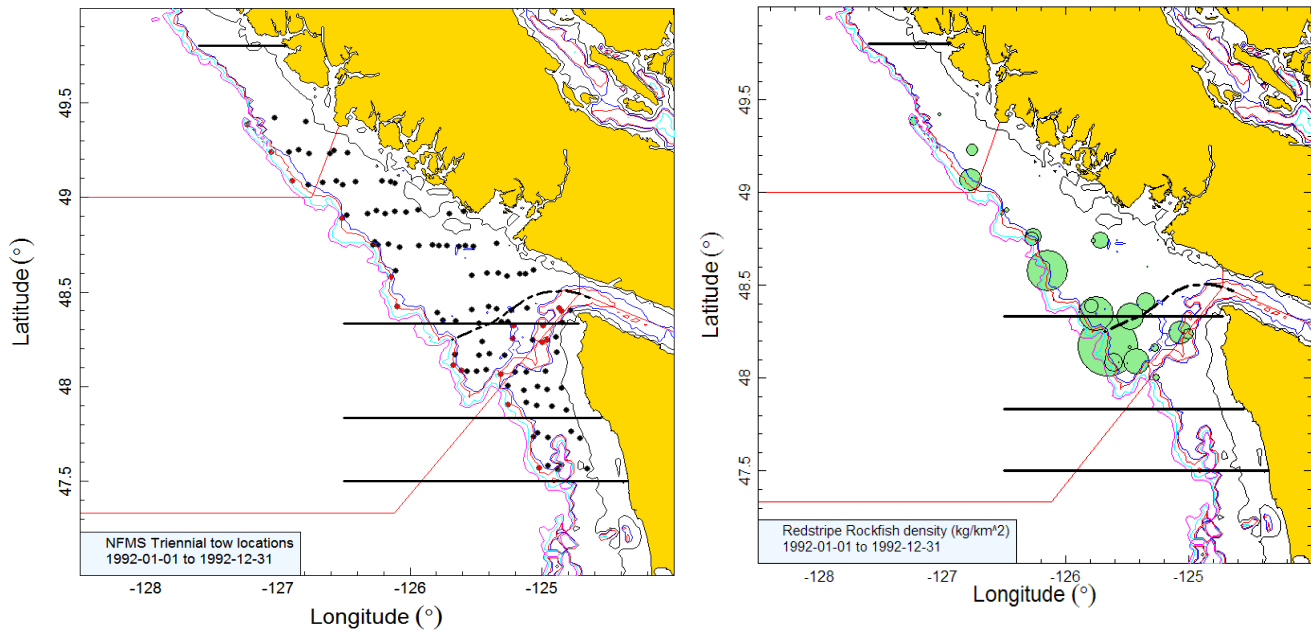 49.5
49
48.5
48
47.5
Latitude (°)
NFMS Triennial tow locations
1992-01-01 to 1992-12-31
-128
-127
-126
-125
Longitude (°)
49.5
49
48.5
48
47.5
Latitude (°)
Redstripe Rockfish density (kg/km^2)
1992-01-01 to 1992-12-31
-128
-127
-126
-125
Longitude (°)